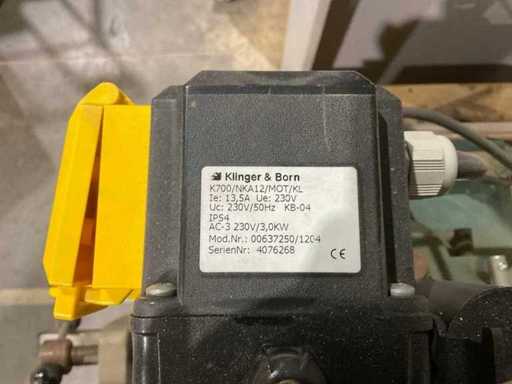 Klinger & Born
K700/NKA12/MOT/KL
Ie: 13,5A Ue: 230V
Uc: 230V/50Hz KB-04
IP54
AC-3 230V/3,0KW
Mod.Nr.: 00637250/1204
SerienNr: 4076268
CE